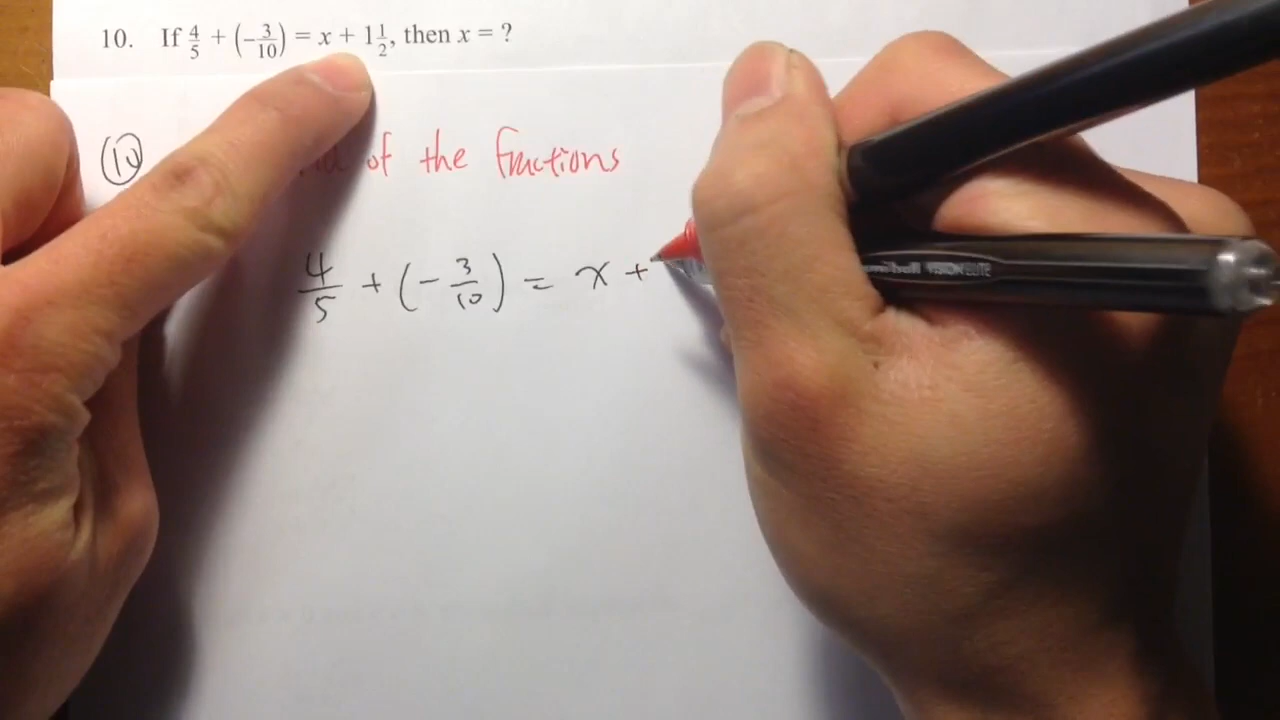 10. If 4/5 + (-3/10) = x + 1 1/2, then x = ?
(10) of the fractions
4/5 + (-3/10) = x +
uni-ball VISION ELITE